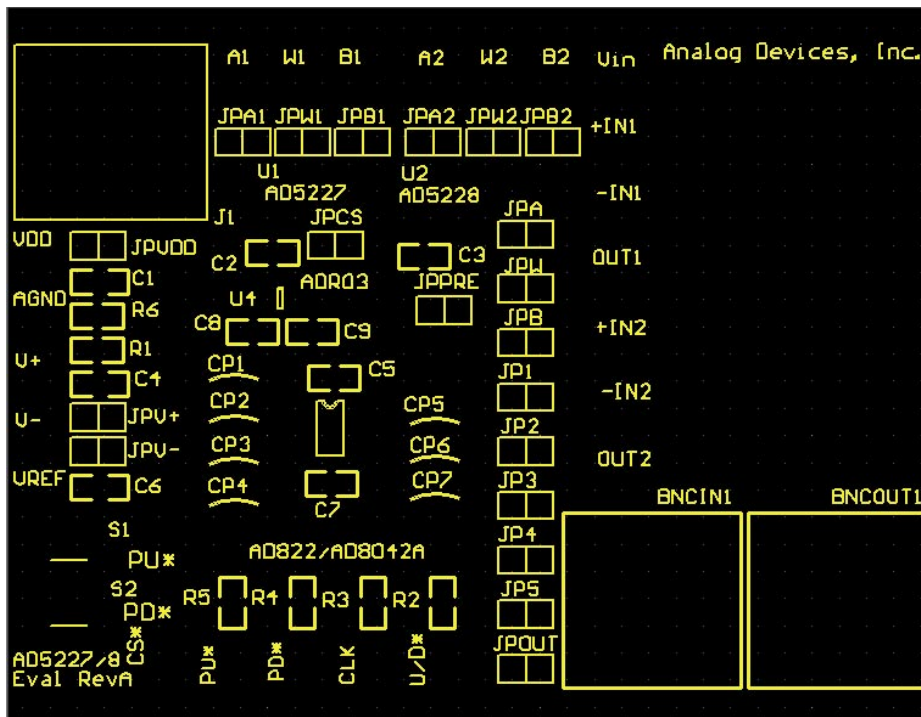 A1 W1 B1 A2 W2 B2 Vin Analog Devices, Inc.
JPA1 JPW1 JPB1 JPA2 JPW2 JPB2 +IN1
U1 U2
AD5227 AD5228 -IN1
J1 JPCS JPA
VDD JPVDD
C2 C3 OUT1
C1 ADR03 JPPRE JPW
AGND R6 U4
C8 C9 JPB +IN2
V+ R1
CP1 C5 JP1
C4 -IN2
V- JPV+ CP2 CP5
JPV- CP3 CP6 JP2 OUT2
VREF C6 CP4 CP7 JP3 BNCIN1 BNCOUT1
C7
S1 JP4
PU* AD822/AD8042A
S2 JP5
PD* R5 R4 R3 R2
CS* PU* PD* CLK U/D* JPOUT
AD5227/8
Eval RevA